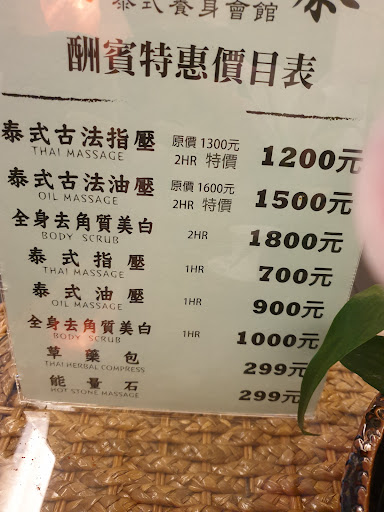 泰式養身會館
酬賓特惠價目表
泰式古法指壓 原價 1300元
THAI MASSAGE 2HR 特價 1200元
泰式古法油壓 原價 1600元
OIL MASSAGE 2HR 特價 1500元
全身去角質美白 2HR 1800元
BODY SCRUB
泰式指壓 1HR 700元
THAI MASSAGE
泰式油壓 1HR 900元
OIL MASSAGE
全身去角質美白 1HR 1000元
BODY SCRUB
草藥包 299元
THAI HERBAL COMPRESS
能量石 299元
HOT STONE MASSAGE